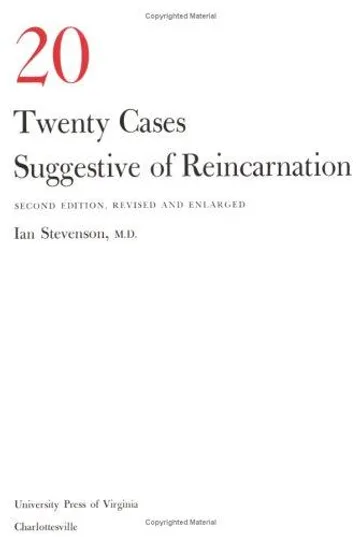 Copyrighted Material
20
Twenty Cases
Suggestive of Reincarnation
SECOND EDITION, REVISED AND ENLARGED
Ian Stevenson, M.D.
University Press of Virginia
Charlottesville
Copyrighted Material